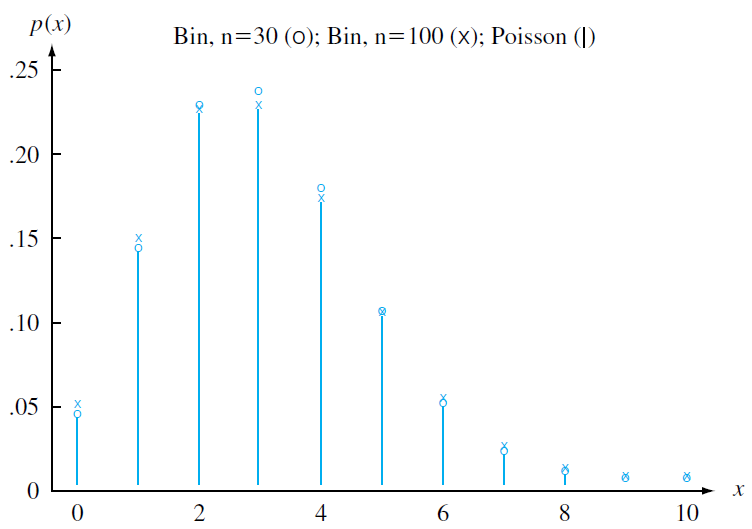 p(x)
Bin, n=30 (o); Bin, n=100 (x); Poisson (|)
.25
.20
.15
.10
.05
0
0 2 4 6 8 10 x